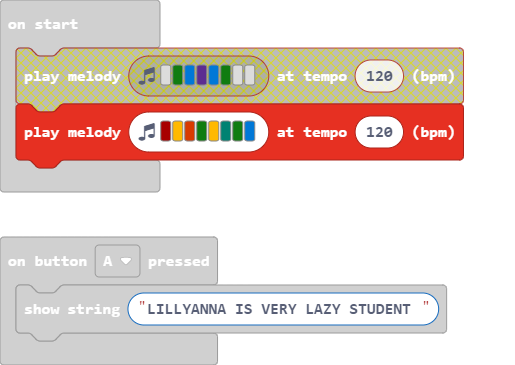 on start
play melody at tempo 120 (bpm)
play melody at tempo 120 (bpm)
on button A pressed
show string "LILLYANNA IS VERY LAZY STUDENT "